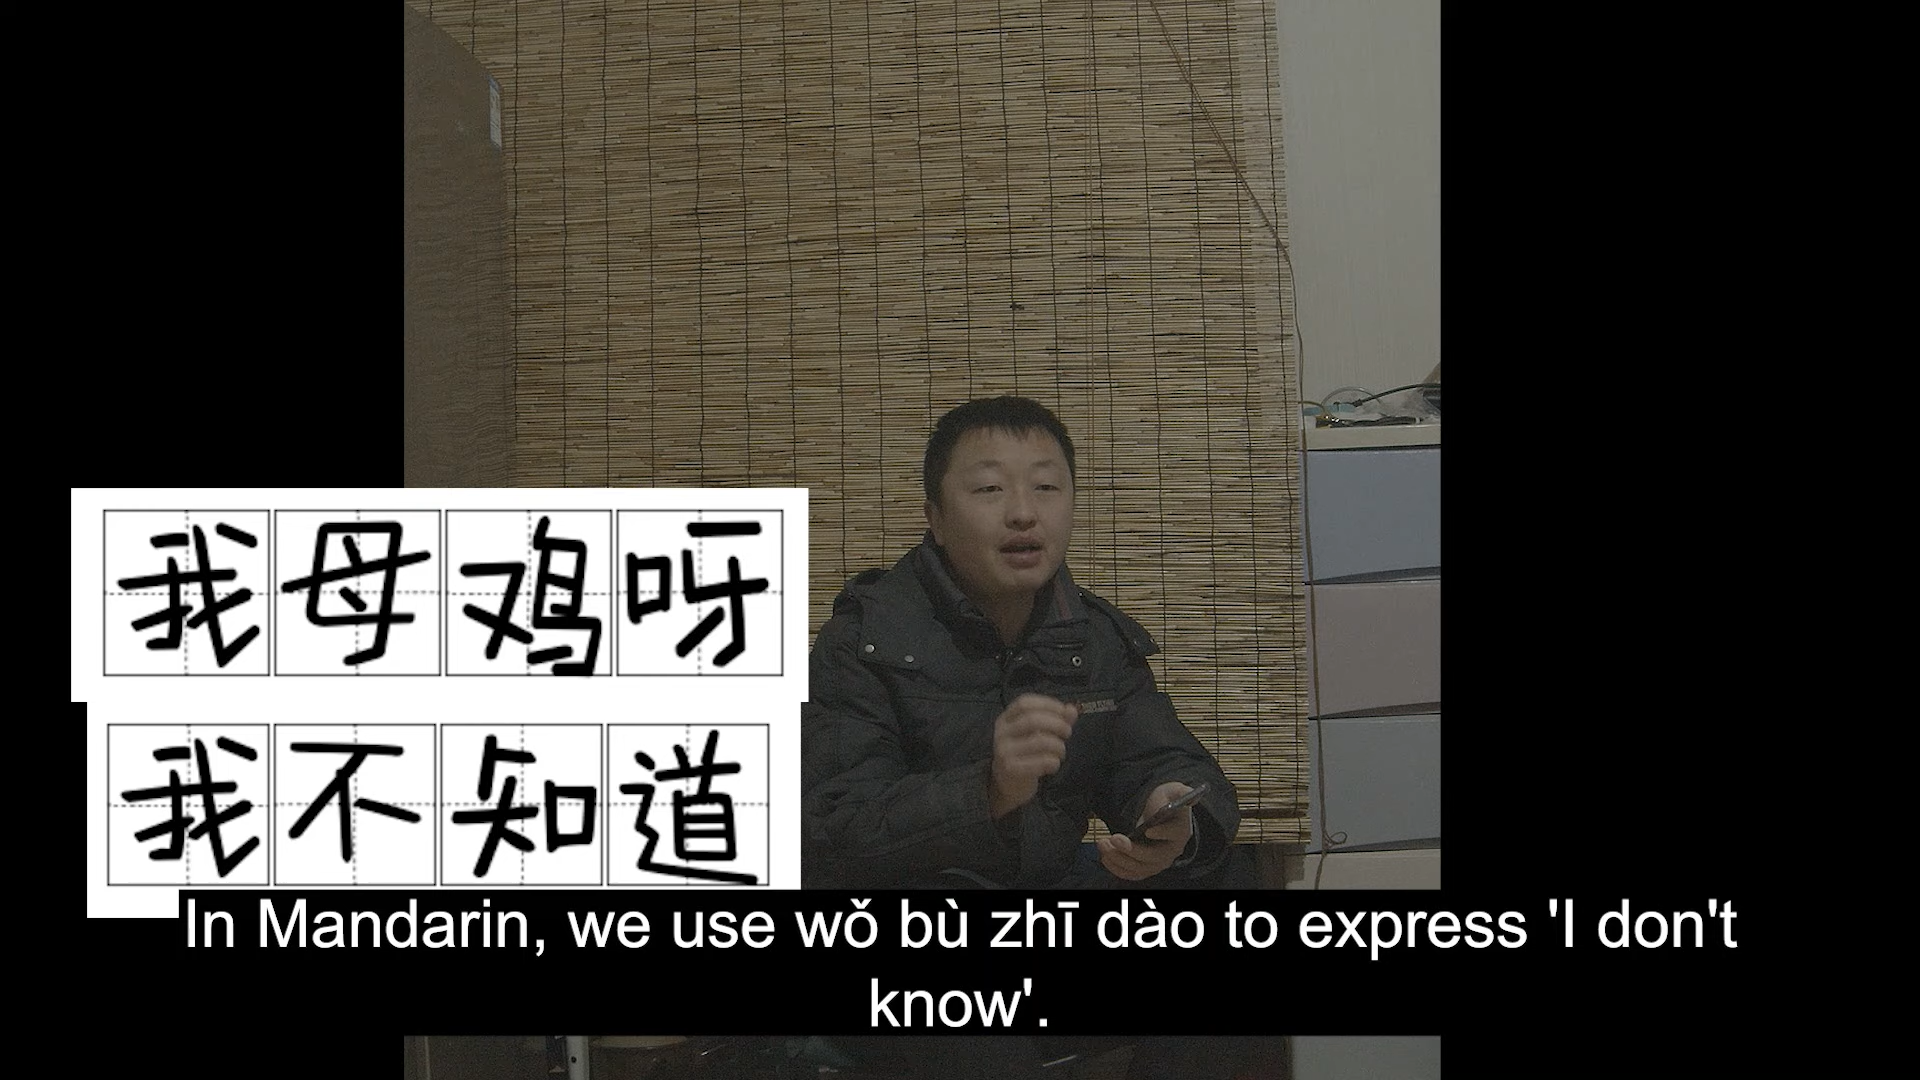 我母鸡呀
我不知道
In Mandarin, we use wǒ bù zhī dào to express 'I don't
know'.